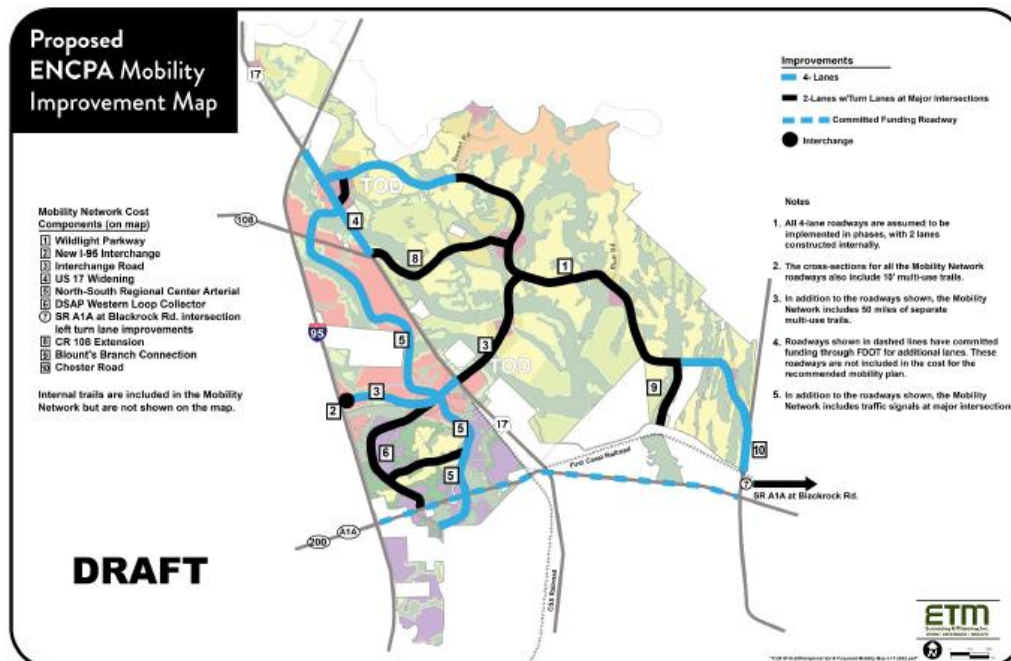 Proposed
ENCPA Mobility
Improvement Map
Improvements
4- Lanes
2-Lanes w/Turn Lanes at Major Intersections
Committed Funding Roadway
Interchange
Mobility Network Cost
Components (on map)
1 Wildlight Parkway
2 New I-95 Interchange
3 Interchange Road
4 US 17 Widening
5 North-South Regional Center Arterial
6 DSAP Western Loop Collector
7 SR A1A at Blackrock Rd. intersection
left turn lane improvements
8 CR 108 Extension
9 Blount's Branch Connection
10 Chester Road
Internal trails are included in the Mobility
Network but are not shown on the map.
Notes
1. All 4-lane roadways are assumed to be
implemented in phases, with 2 lanes
constructed internally.
2. The cross-sections for all the Mobility Network
roadways also include 10' multi-use trails.
3. In addition to the roadways shown, the Mobility
Network includes 50 miles of separate
multi-use trails.
4. Roadways shown in dashed lines have committed
funding through FDOT for additional lanes. These
roadways are not included in the cost for the
recommended mobility plan.
5. In addition to the roadways shown, the Mobility
Network includes traffic signals at major intersection
17
TOD
108
4
8
1
95
5
3
TOD
2
3
9
17
6
5
5
10
First Coast Railroad
7
SR A1A at Blackrock Rd.
A1A
200
CSX Railroad
DRAFT
ETM